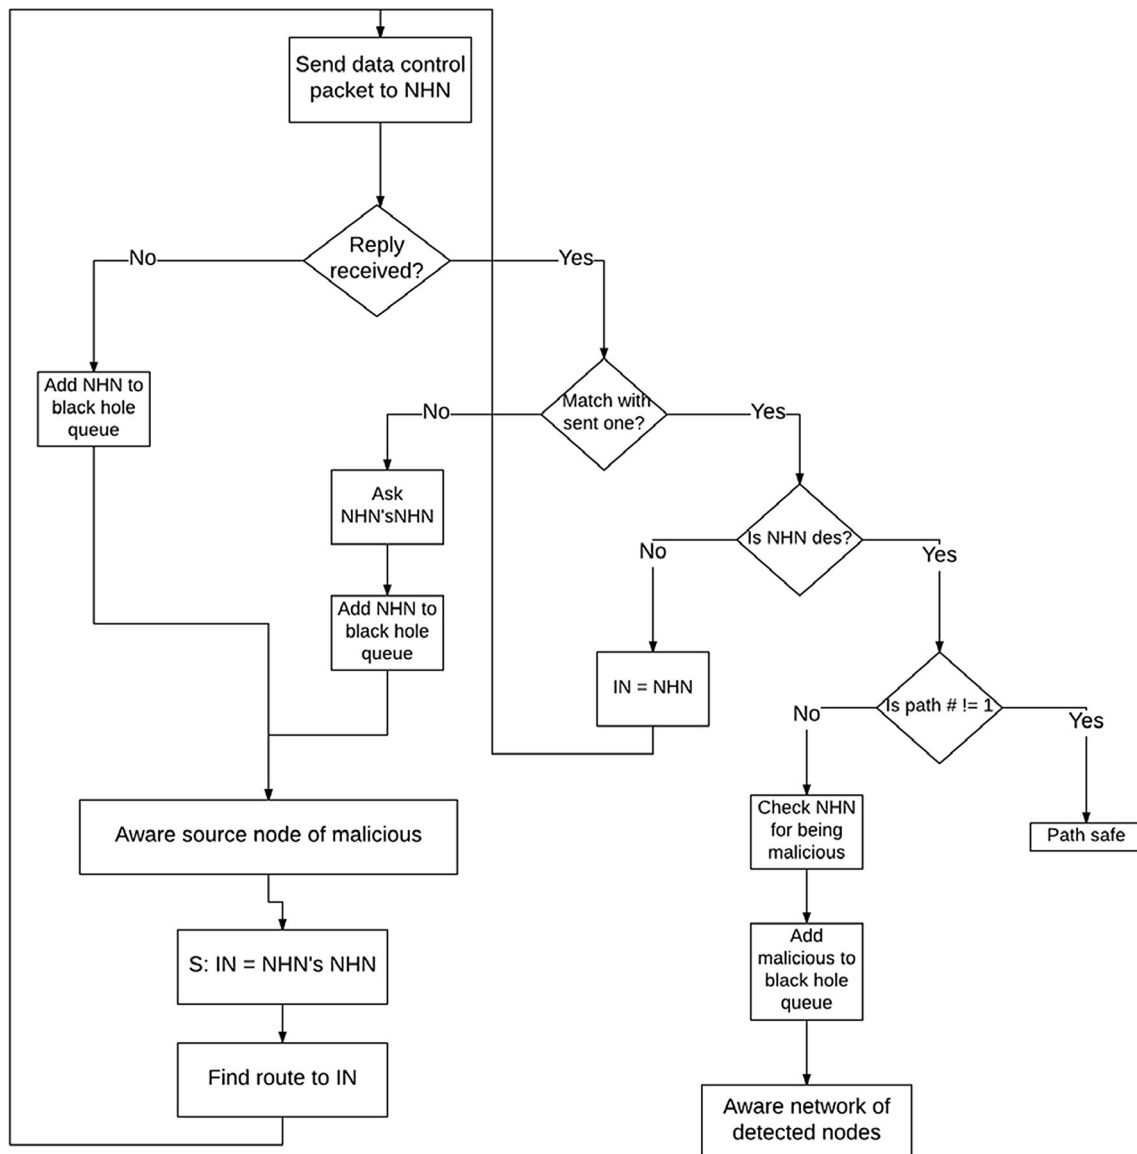 Send data control
packet to NHN
Reply
received?
No
Yes
Add NHN to
black hole
queue
Match with
sent one?
No
Yes
Ask
NHN'sNHN
Is NHN des?
No
Yes
Add NHN to
black hole
queue
IN = NHN
Is path # != 1
No
Yes
Check NHN
for being
malicious
Path safe
Aware source node of malicious
Add
malicious to
black hole
queue
S: IN = NHN's NHN
Find route to IN
Aware network of
detected nodes